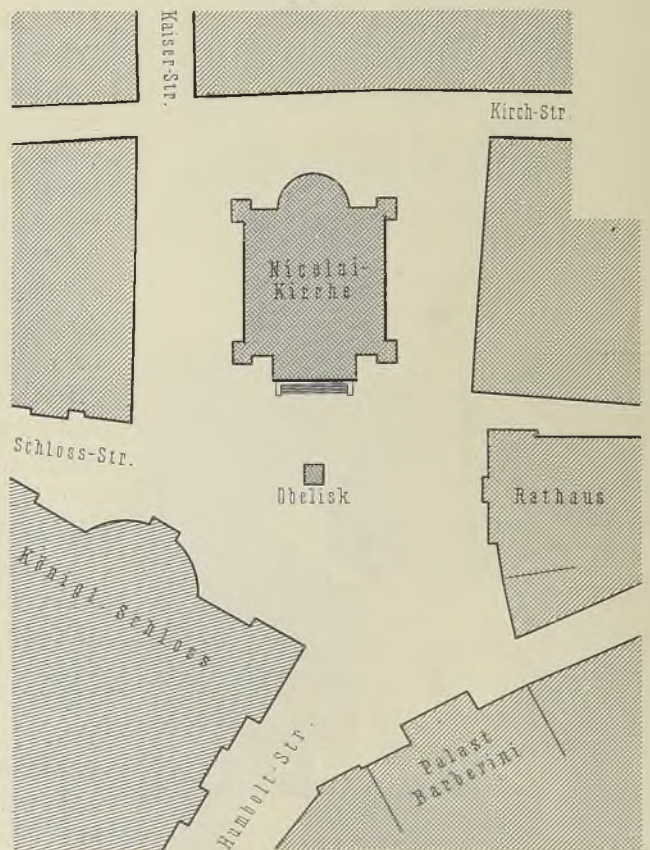 Kaiser-Str.
Kirch-Str.
Nicolai-
Kirche
Schloss-Str.
Obelisk
Rathaus
Königl. Schloss
Humbolt-Str.
Palast
Barberini